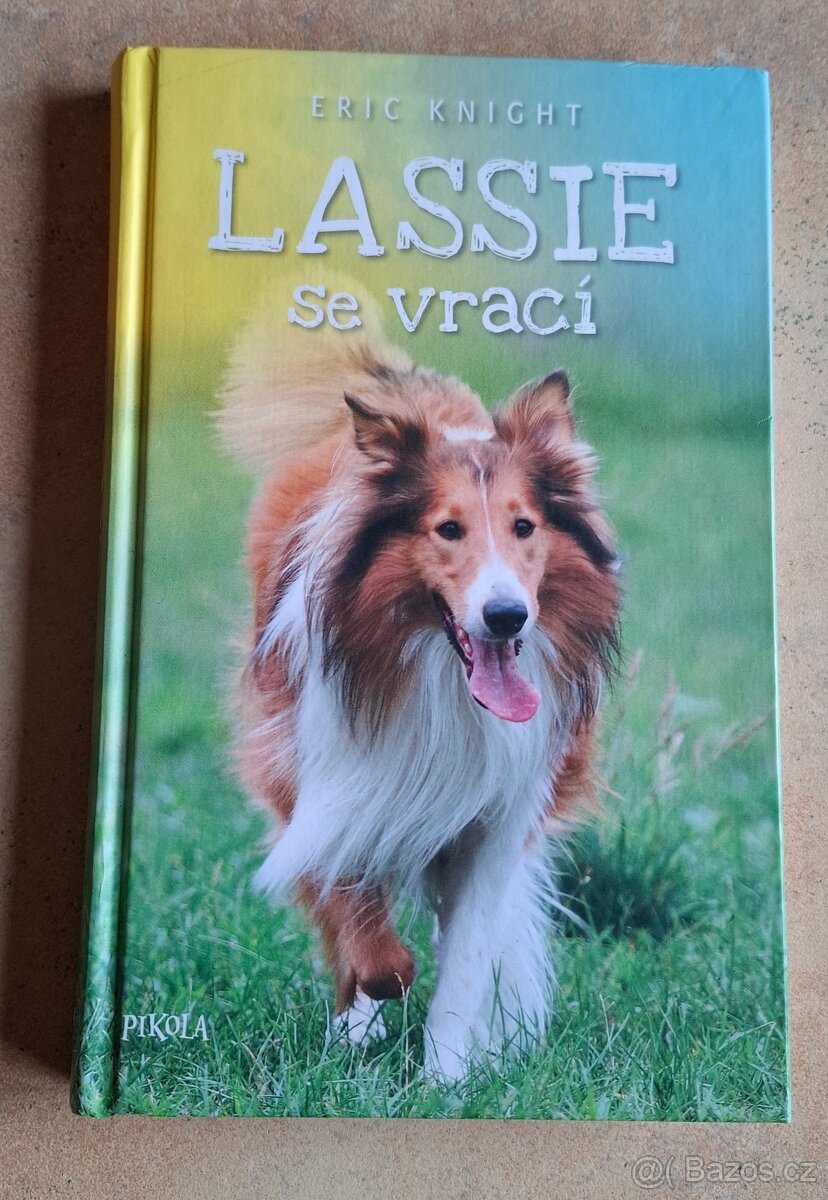 ERIC KNIGHT
LASSIE
se vrací
PIKOLA
@( Bazos.cz